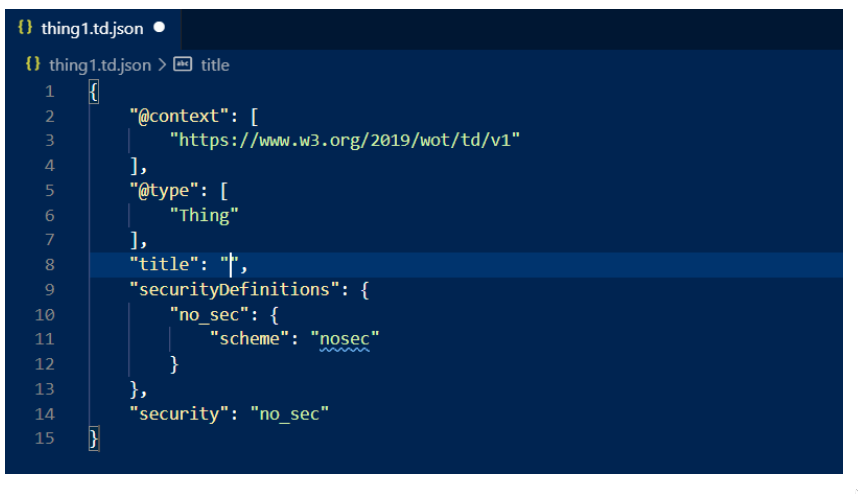 {} thing1.td.json ●
{} thing1.td.json > abc title
1 {
2     "@context": [
3         "https://www.w3.org/2019/wot/td/v1"
4     ],
5     "@type": [
6         "Thing"
7     ],
8     "title": "",
9     "securityDefinitions": {
10         "no_sec": {
11             "scheme": "nosec"
12         }
13     },
14     "security": "no_sec"
15 }